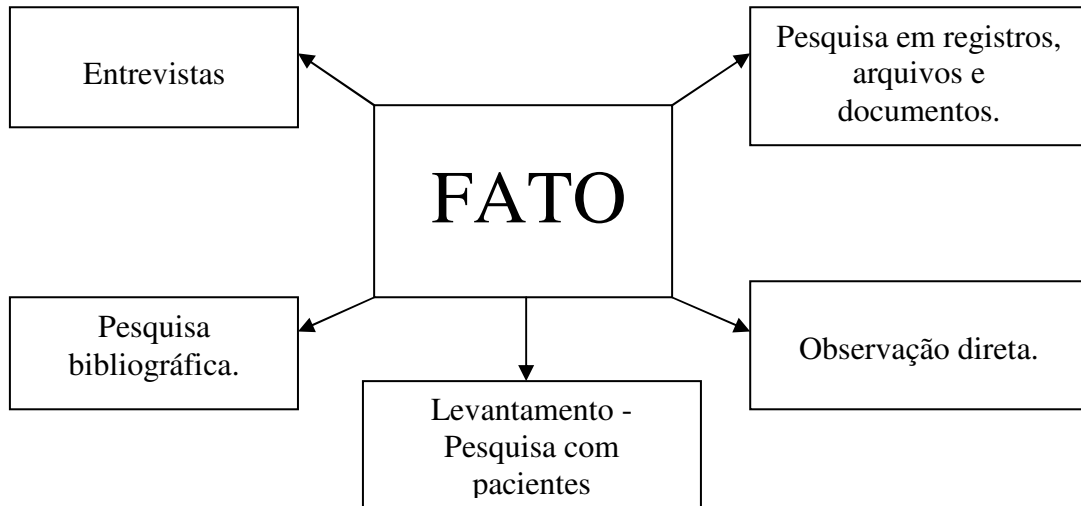 Entrevistas
Pesquisa em registros,
arquivos e
documentos.
FATO
Pesquisa
bibliográfica.
Observação direta.
Levantamento -
Pesquisa com
pacientes